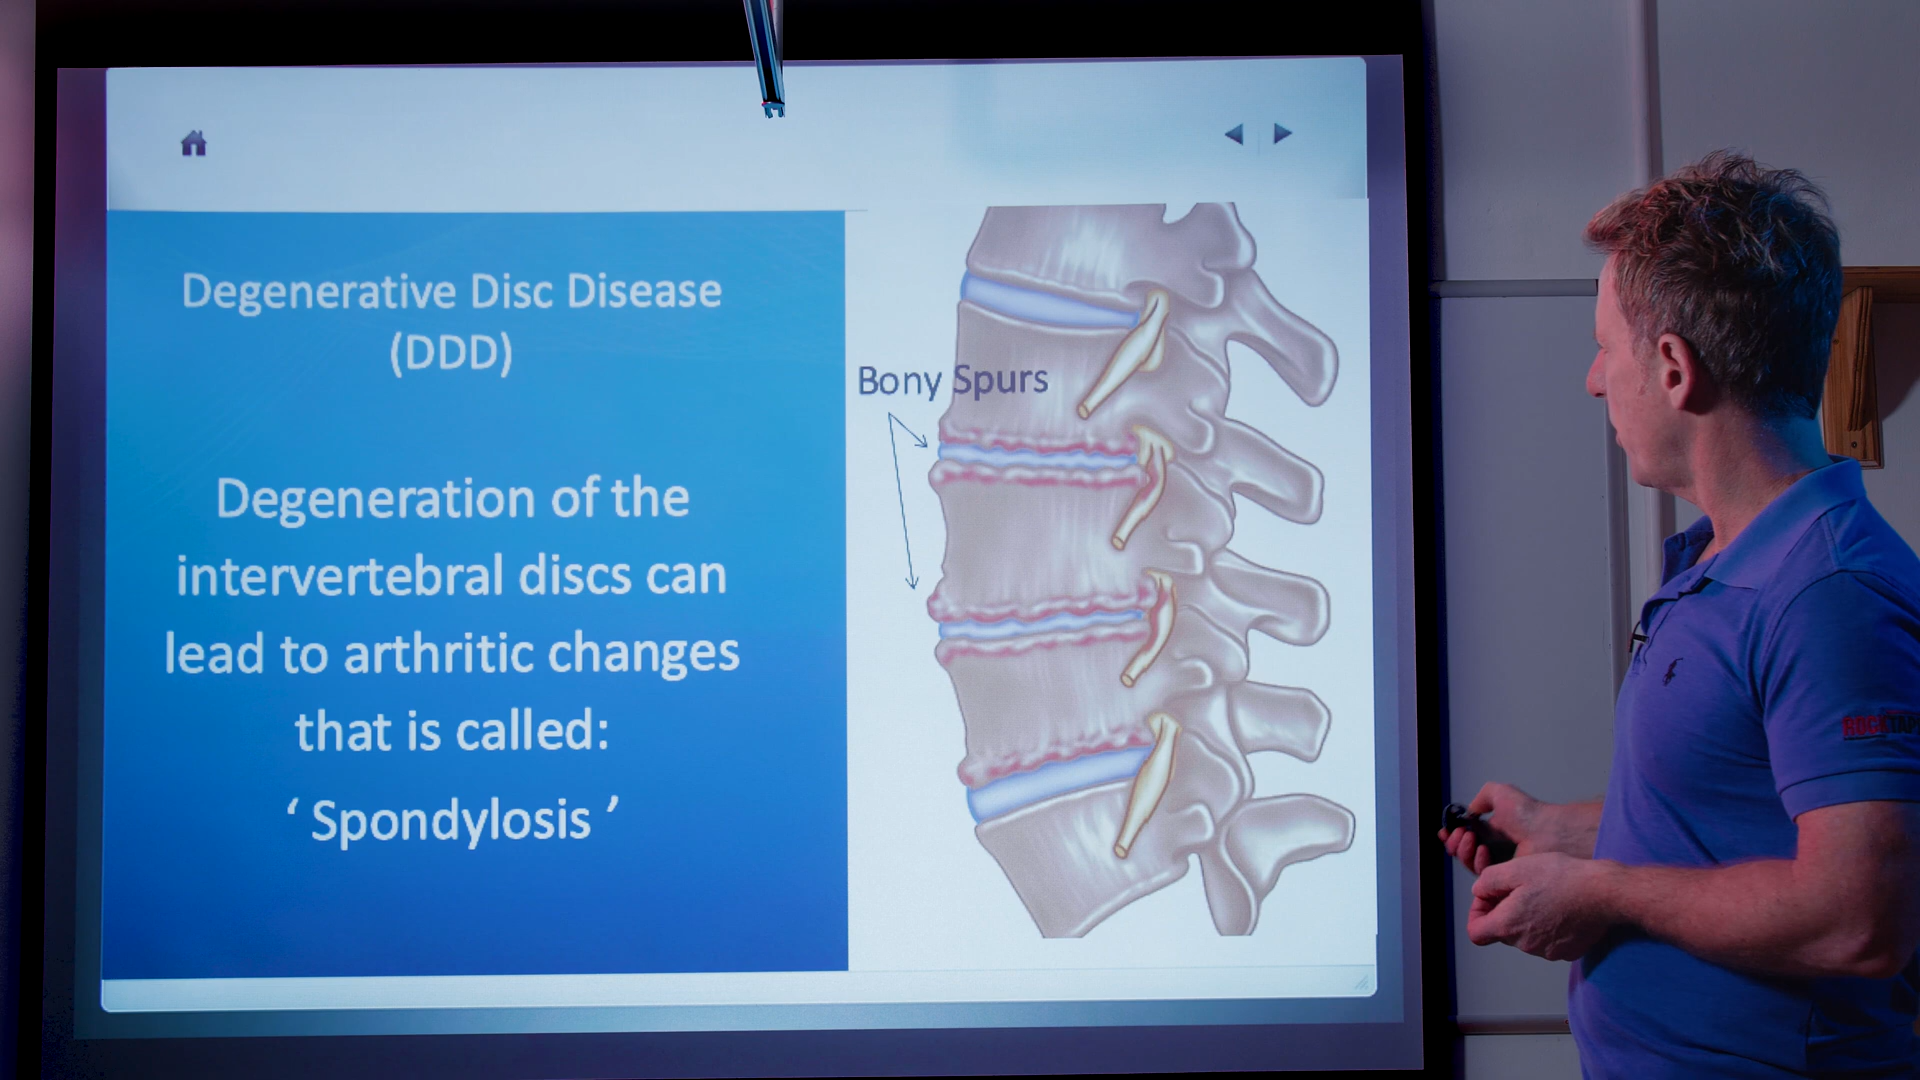 Degenerative Disc Disease
(DDD)
Degeneration of the
intervertebral discs can
lead to arthritic changes
that is called:
‘ Spondylosis ’
Bony Spurs